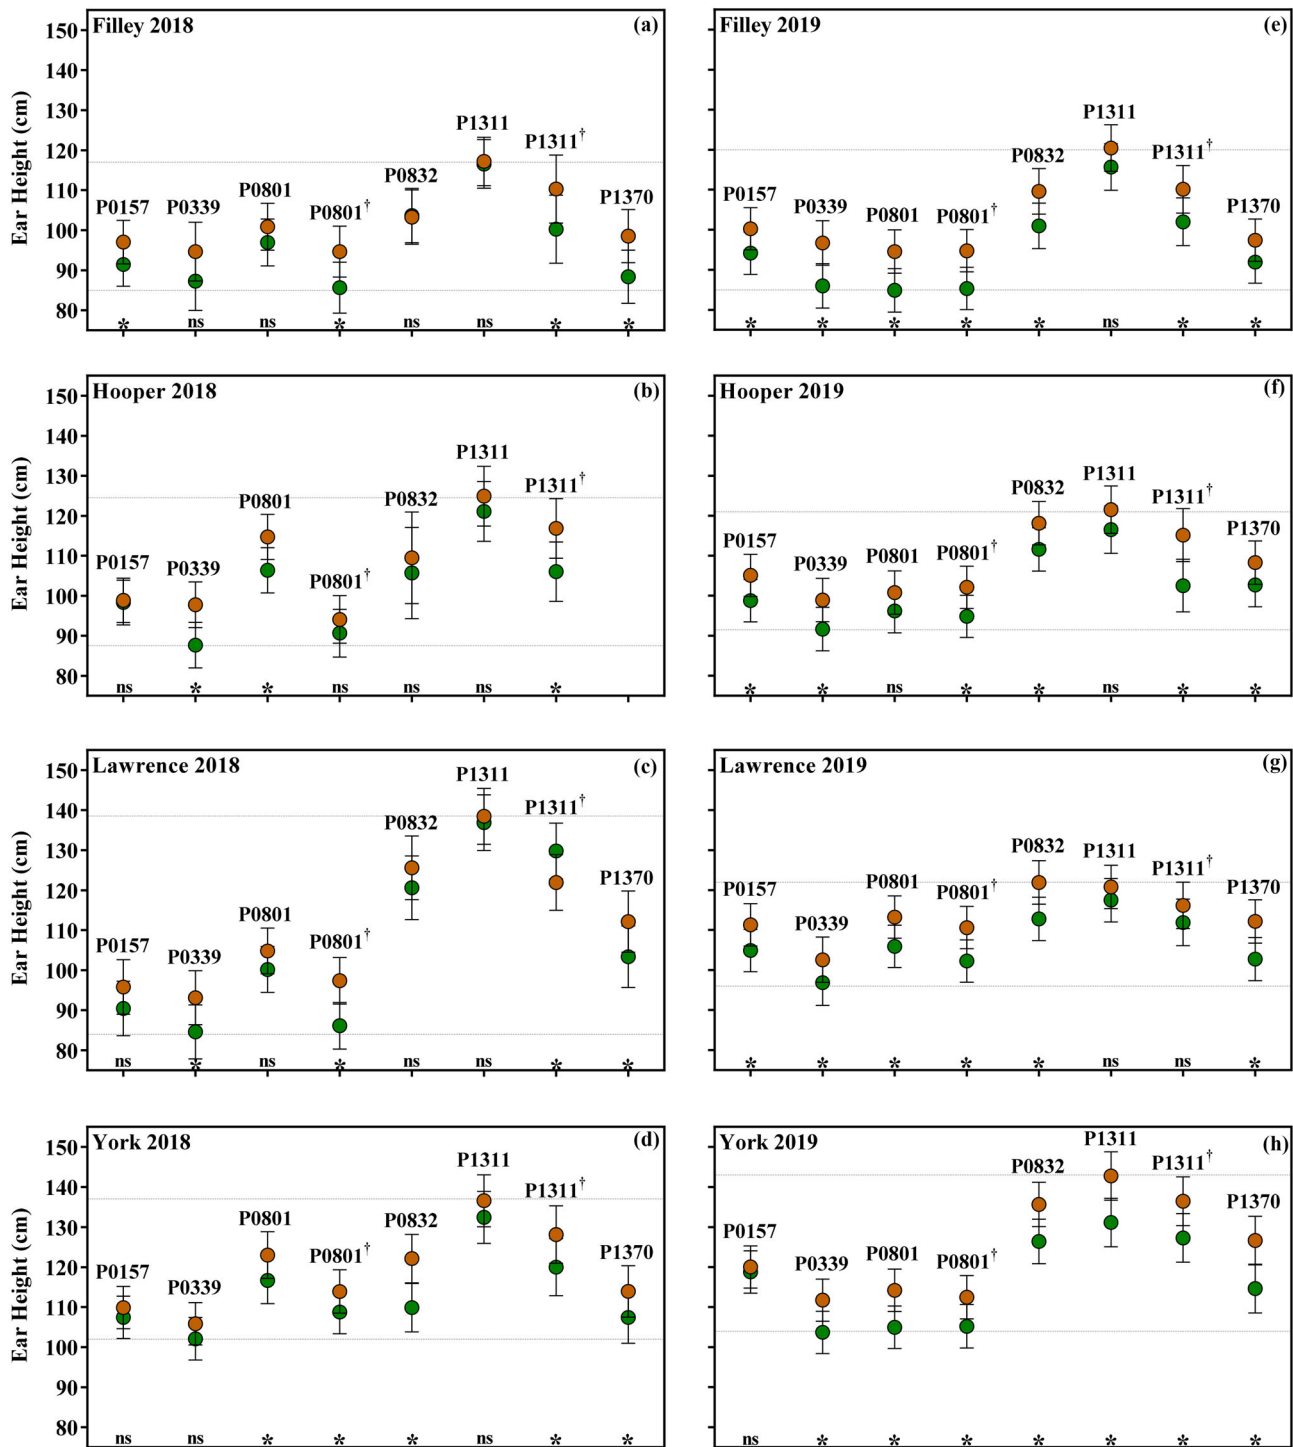 Filley 2018 (a)
Ear Height (cm)
150
140
130
120
110
100
90
80
P0157 P0339 P0801 P0801† P0832 P1311 P1311† P1370
* ns ns * ns ns * *
Filley 2019 (e)
P0157 P0339 P0801 P0801† P0832 P1311 P1311† P1370
* * * * * ns * *
Hooper 2018 (b)
Ear Height (cm)
150
140
130
120
110
100
90
80
P0157 P0339 P0801 P0801† P0832 P1311 P1311†
ns * * ns ns ns *
Hooper 2019 (f)
P0157 P0339 P0801 P0801† P0832 P1311 P1311† P1370
* * ns * * ns * *
Lawrence 2018 (c)
Ear Height (cm)
150
140
130
120
110
100
90
80
P0157 P0339 P0801 P0801† P0832 P1311 P1311† P1370
ns * ns * ns ns * *
Lawrence 2019 (g)
P0157 P0339 P0801 P0801† P0832 P1311 P1311† P1370
* * * * * ns ns *
York 2018 (d)
Ear Height (cm)
150
140
130
120
110
100
90
80
P0157 P0339 P0801 P0801† P0832 P1311 P1311† P1370
ns ns * * * ns * *
York 2019 (h)
P0157 P0339 P0801 P0801† P0832 P1311 P1311† P1370
ns * * * * * * *